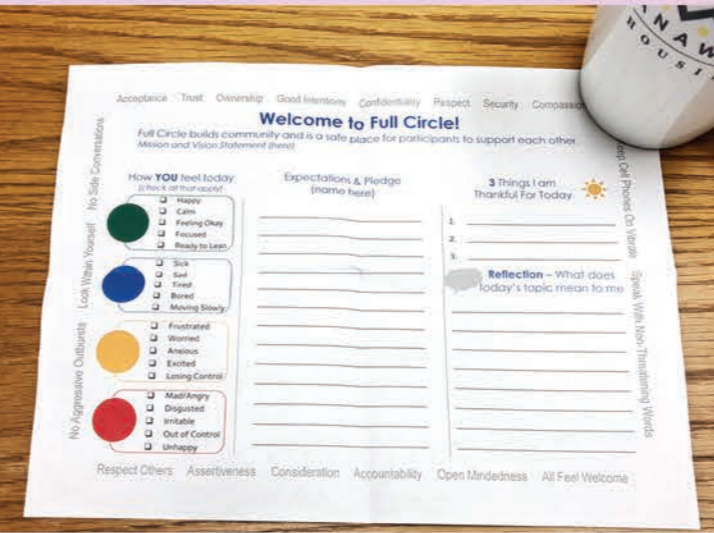 Acceptance Trust Ownership Good Intentions Confidentiality Respect Security Compassion
Welcome to Full Circle!
Full Circle builds community and is a safe place for participants to support each other
Mission and Vision Statement (here)
No Side Conversations
Look Within Yourself
No Aggressive Outbursts
How YOU feel today
(check all that apply)
Happy
Calm
Feeling Okay
Focused
Ready to Lean
Sick
Sad
Tired
Bored
Moving Slowly
Frustrated
Worried
Anxious
Excited
Losing Control
Mad/Angry
Disgusted
Irritable
Out of Control
Unhappy
Expectations & Pledge
(name here)
3 Things I am
Thankful For Today
1.
2.
3.
Reflection – What does
today's topic mean to me
Keep Cell Phones On Vibrate
Speak With Non-Threatening Words
Respect Others Assertiveness Consideration Accountability Open Mindedness All Feel Welcome
NAW
HOUSI